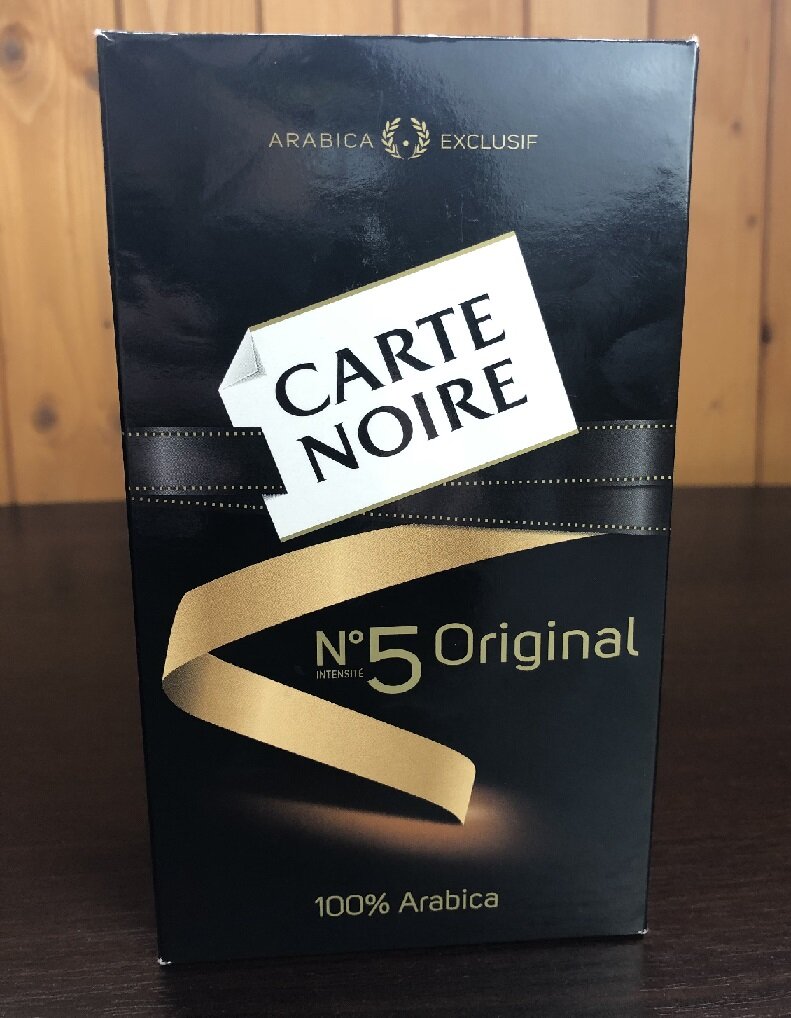 ARABICA EXCLUSIF
CARTE
NOIRE
N° 5 Original
INTENSITÉ
100% Arabica